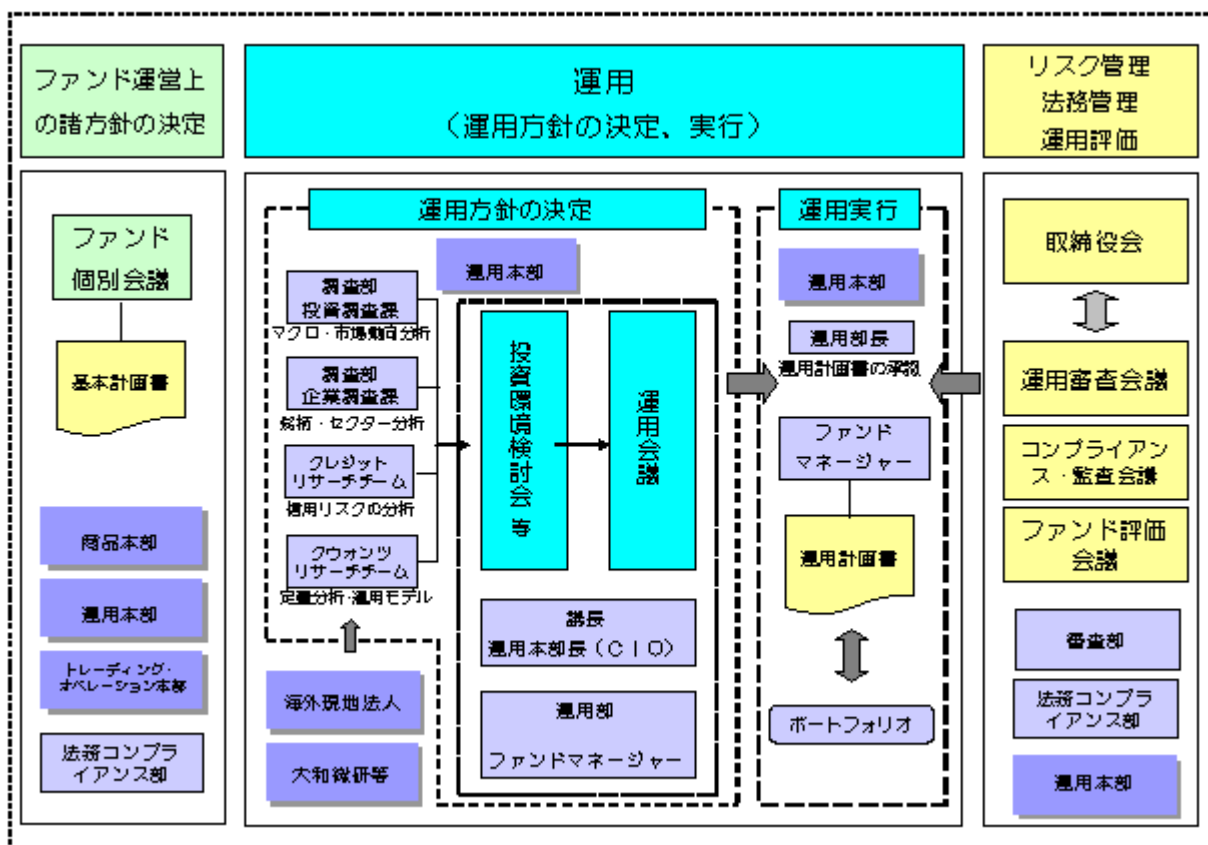 ファンド運営上
の諸方針の決定
運用
（運用方針の決定、実行）
リスク管理
法務管理
運用評価
ファンド
個別会議
基本計画書
商品本部
運用本部
トレーディング・
オペレーション本部
法務コンプラ
イアンス部
運用方針の決定
運用本部
調査部
投資調査課
マクロ・市場動向分析
調査部
企業調査課
銘柄・セクター分析
クレジット
リサーチチーム
信用リスクの分析
クウォンツ
リサーチチーム
定量分析・運用モデル
海外現地法人
大和総研等
投資環境検討会 等
運用会議
議長
運用本部長（ＣＩＯ）
運用部
ファンドマネージャー
運用実行
運用本部
運用部長
運用計画書の承認
ファンド
マネージャー
運用計画書
ポートフォリオ
取締役会
運用審査会議
コンプライアン
ス・監査会議
ファンド評価
会議
審査部
法務コンプラ
イアンス部
運用本部